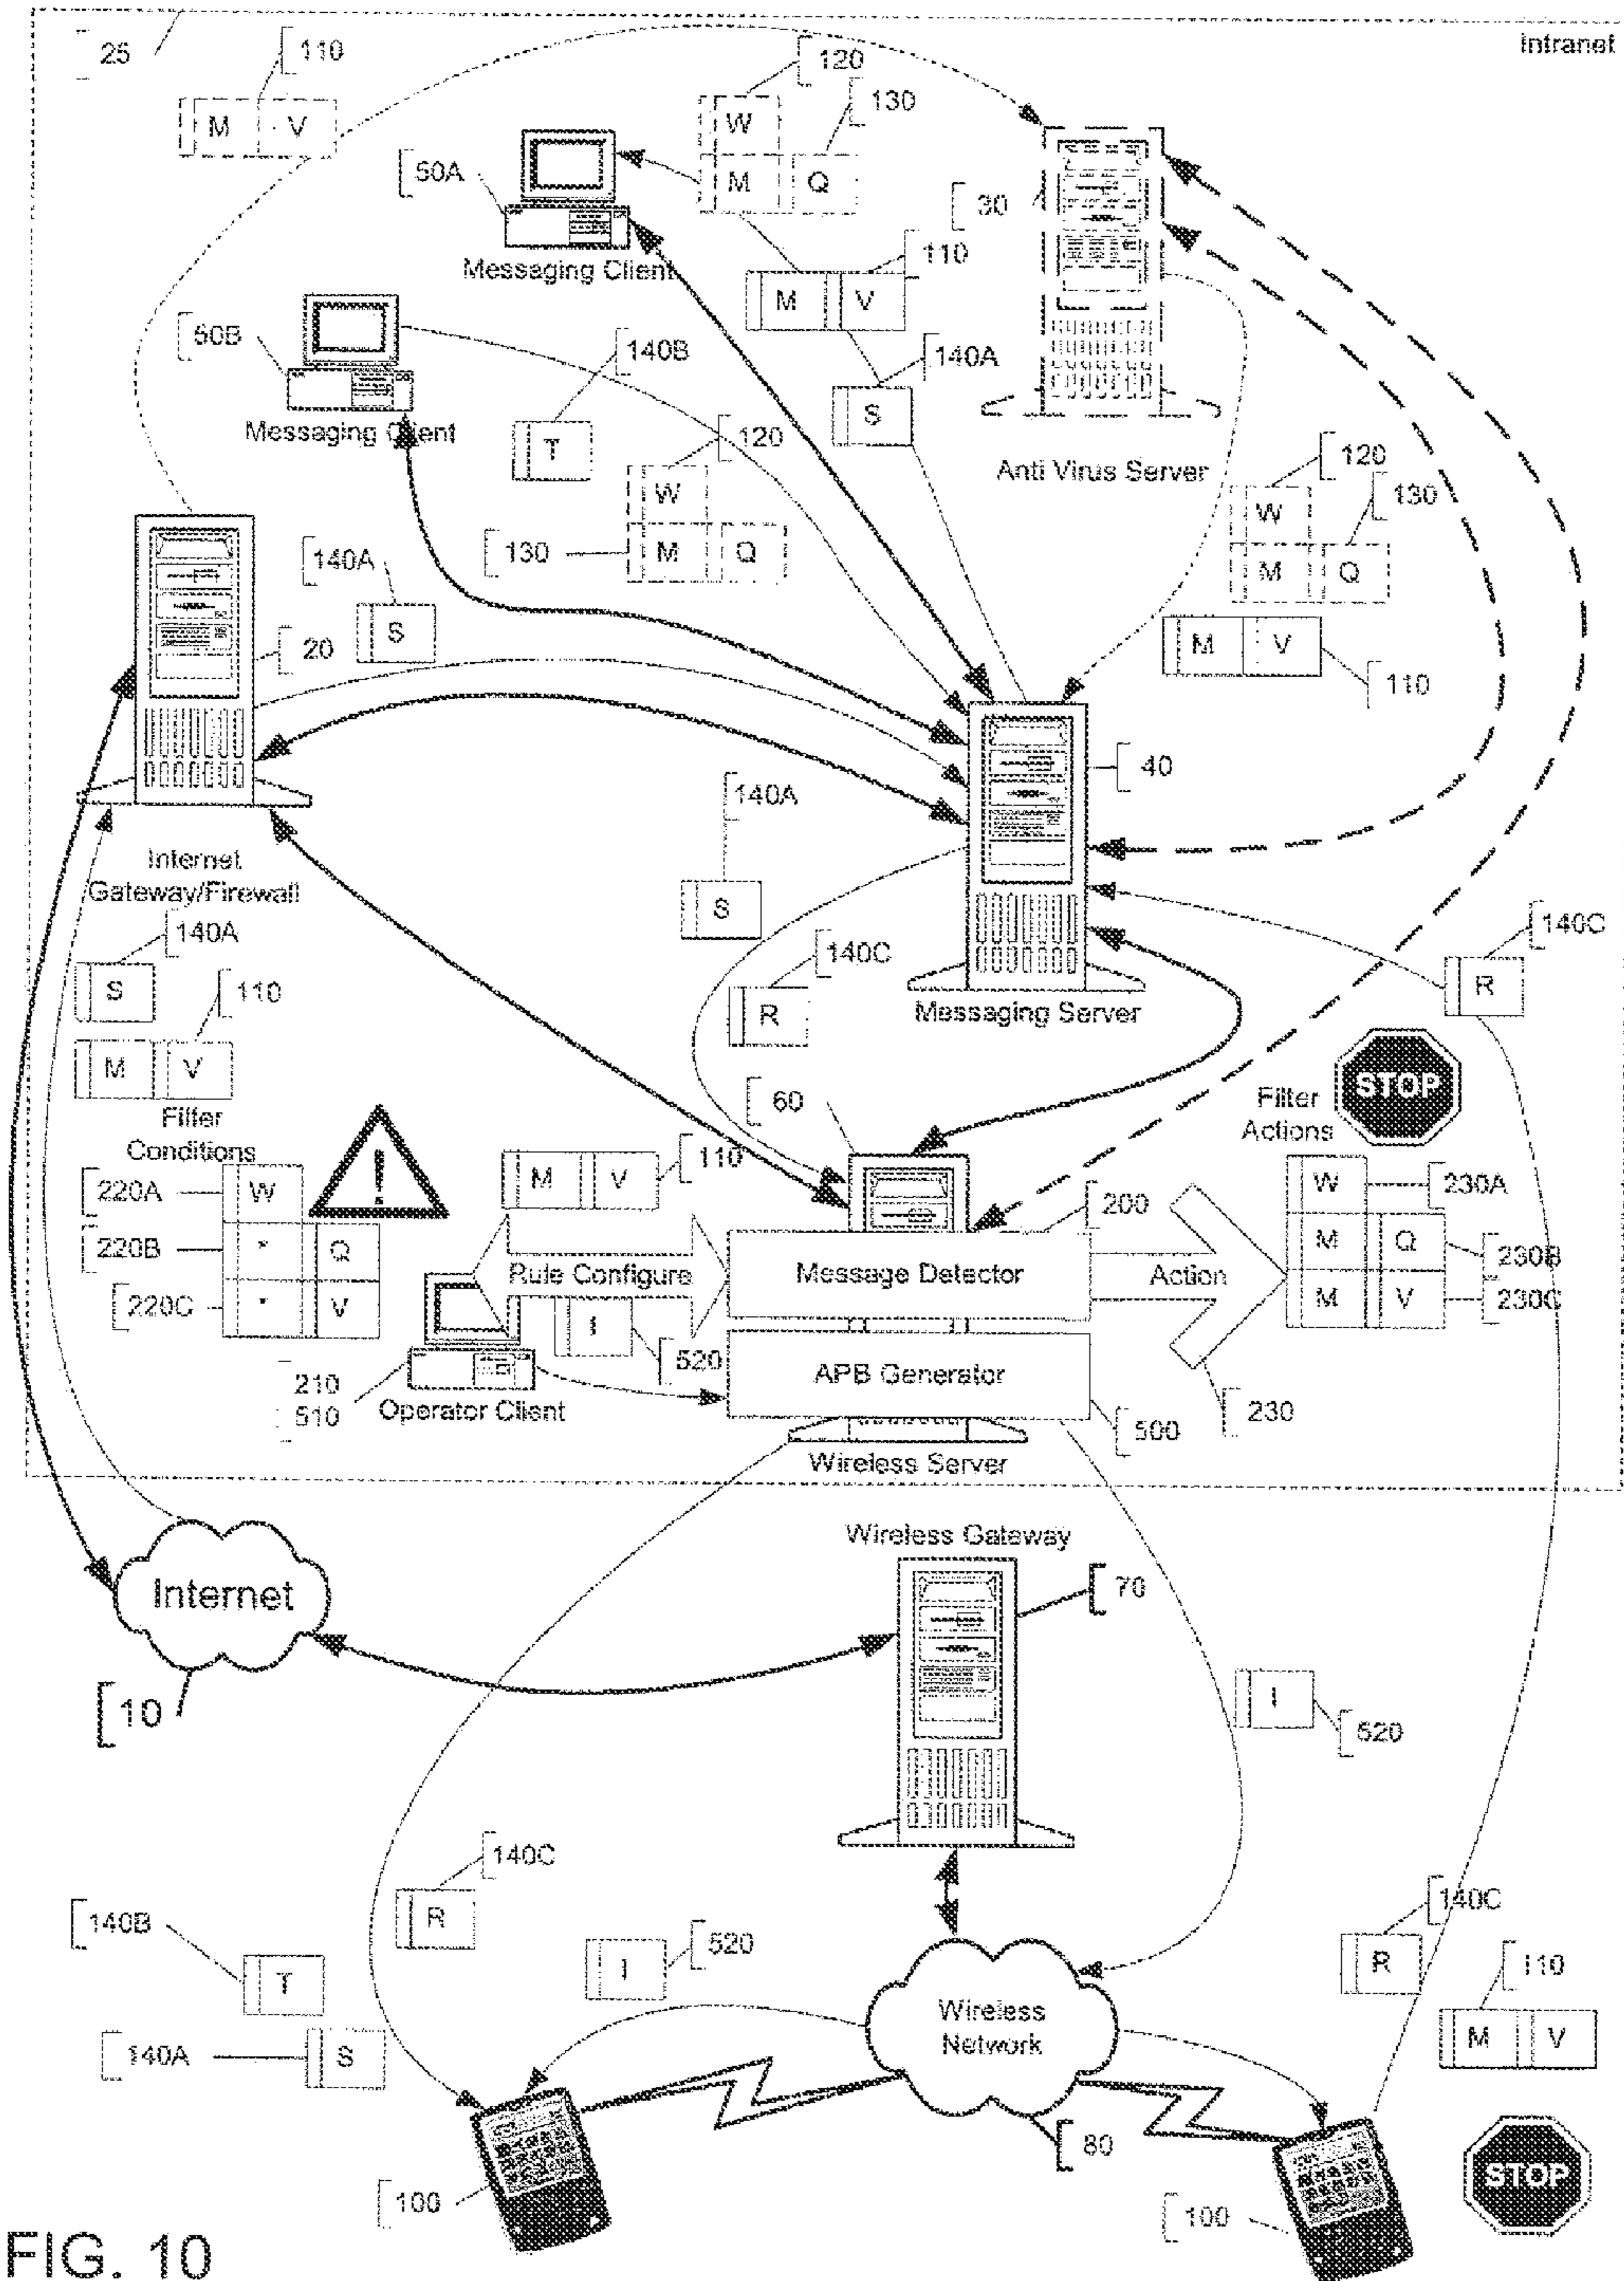 25
110
Intranet
M V
120
W
130
M Q
50A
30
Messaging Client
110
M V
50B
140B
140A
S
Messaging Client
T
120
W
Anti Virus Server
120
130
W
130
M Q
140A
S
M Q
20
M V
110
40
140A
Internet
Gateway/Firewall
S
140A
S
110
140C
R
Messaging Server
140C
R
M V
STOP
Filter
Conditions
60
Filter
Actions
!
110
M V
220A
W
W
230A
200
220B
* Q
M Q
230B
Rule Configure
Message Detector
Action
220C
* V
M V
230C
I
520
APB Generator
210
510
Operator Client
500
230
Wireless Server
Wireless Gateway
Internet
70
10
I
520
140C
R
140B
T
520
I
140C
R
110
M V
Wireless
Network
140A
S
80
100
100
STOP
FIG. 10